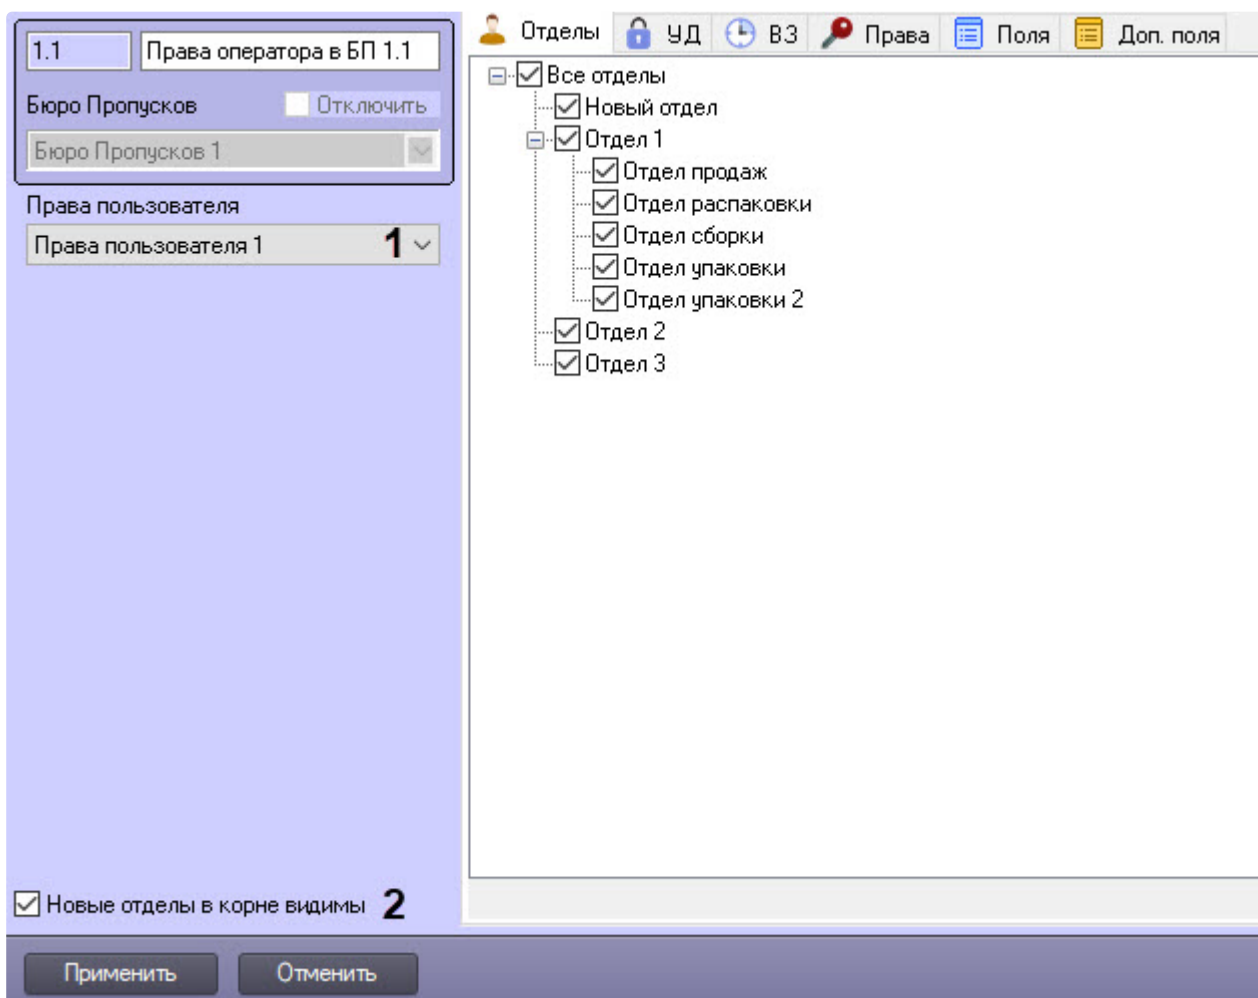 1.1 Права оператора в БП 1.1
Бюро Пропусков Отключить
Бюро Пропусков 1
Права пользователя
Права пользователя 1 1
Новые отделы в корне видимы 2
Отделы УД ВЗ Права Поля Доп. поля
Все отделы
Новый отдел
Отдел 1
Отдел продаж
Отдел распаковки
Отдел сборки
Отдел упаковки
Отдел упаковки 2
Отдел 2
Отдел 3
Применить Отменить